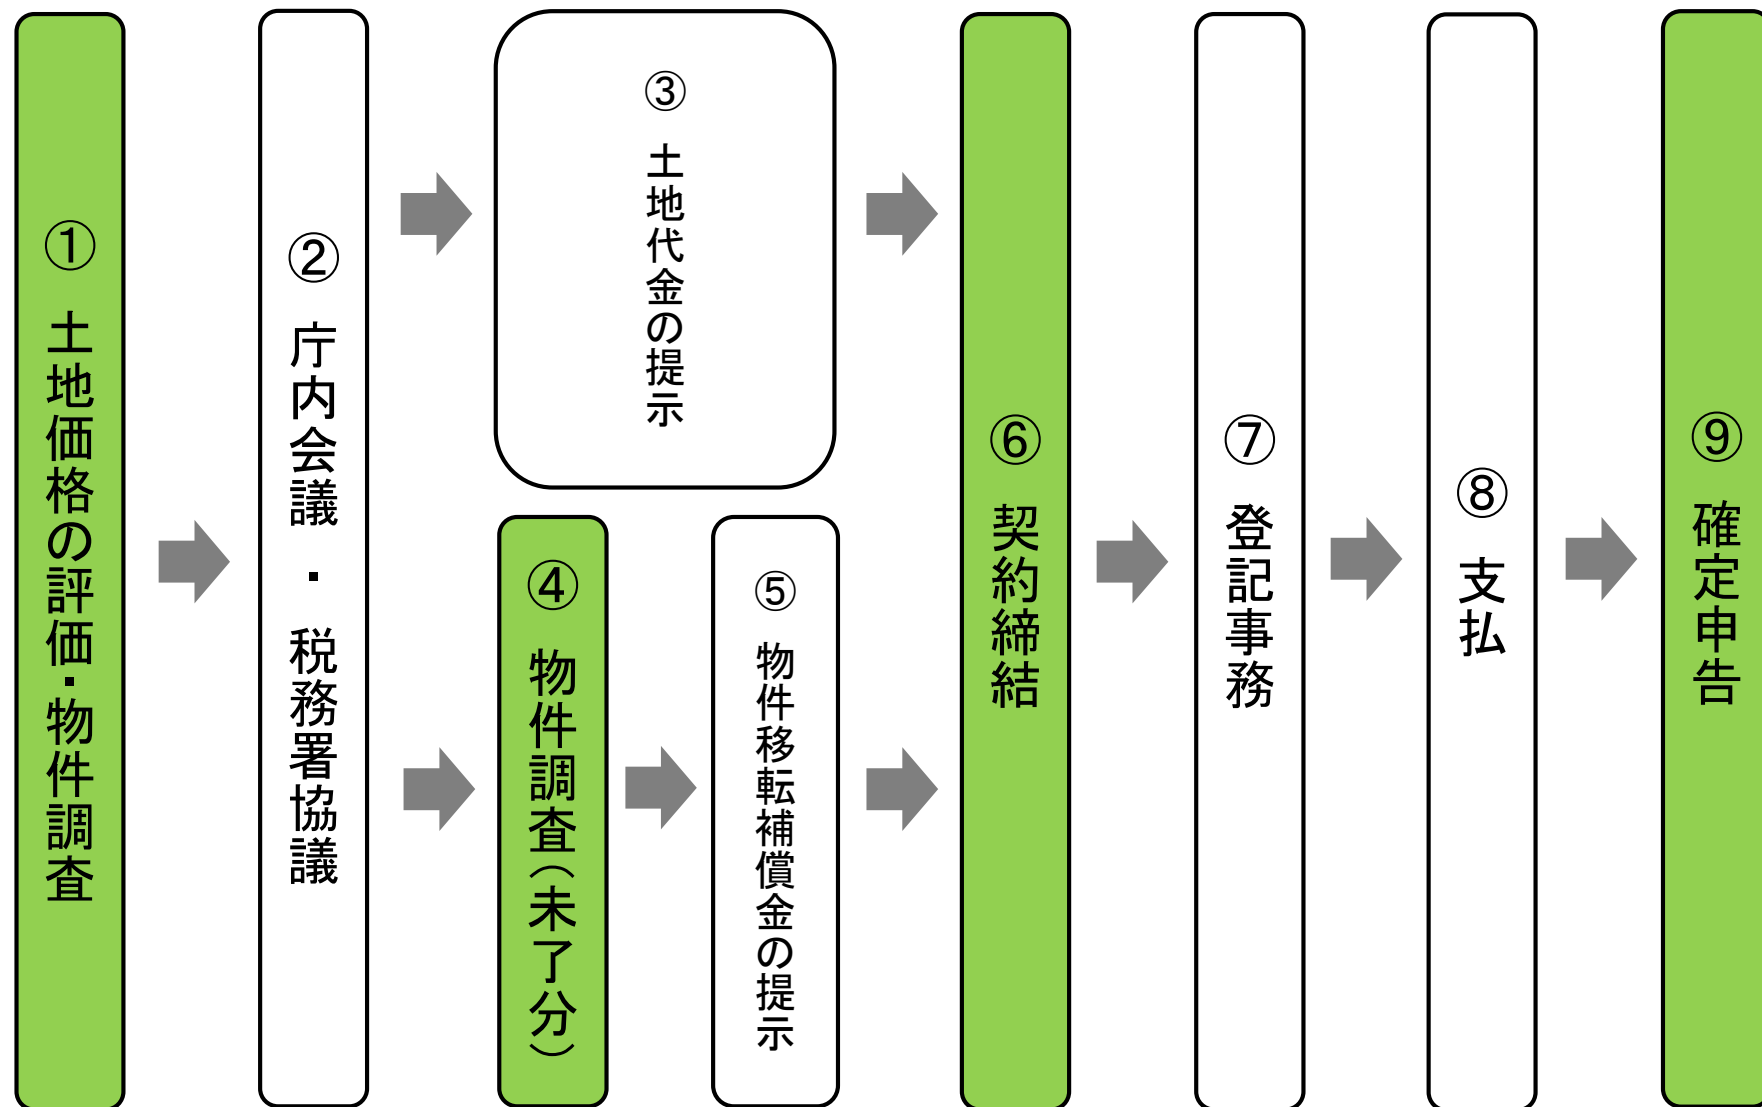 ① 土地価格の評価・物件調査
② 庁内会議 ・ 税務署協議
③ 土地代金の提示
④ 物件調査（未了分）
⑤ 物件移転補償金の提示
⑥ 契約締結
⑦ 登記事務
⑧ 支払
⑨ 確定申告